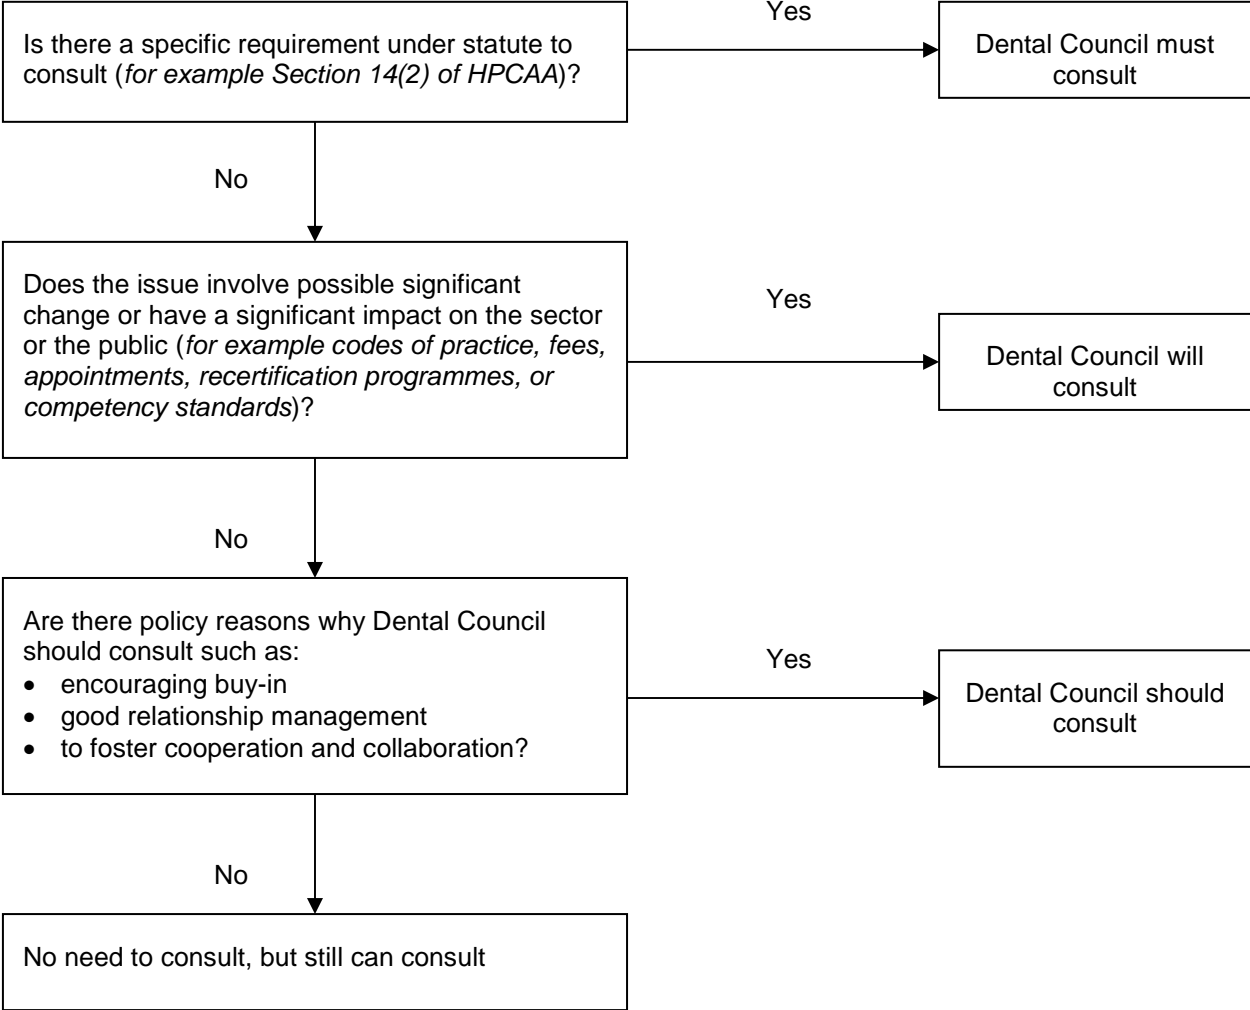 Is there a specific requirement under statute to
consult (for example Section 14(2) of HPCAA)?
Yes
Dental Council must
consult
No
Does the issue involve possible significant
change or have a significant impact on the sector
or the public (for example codes of practice, fees,
appointments, recertification programmes, or
competency standards)?
Yes
Dental Council will
consult
No
Are there policy reasons why Dental Council
should consult such as:
• encouraging buy-in
• good relationship management
• to foster cooperation and collaboration?
Yes
Dental Council should
consult
No
No need to consult, but still can consult